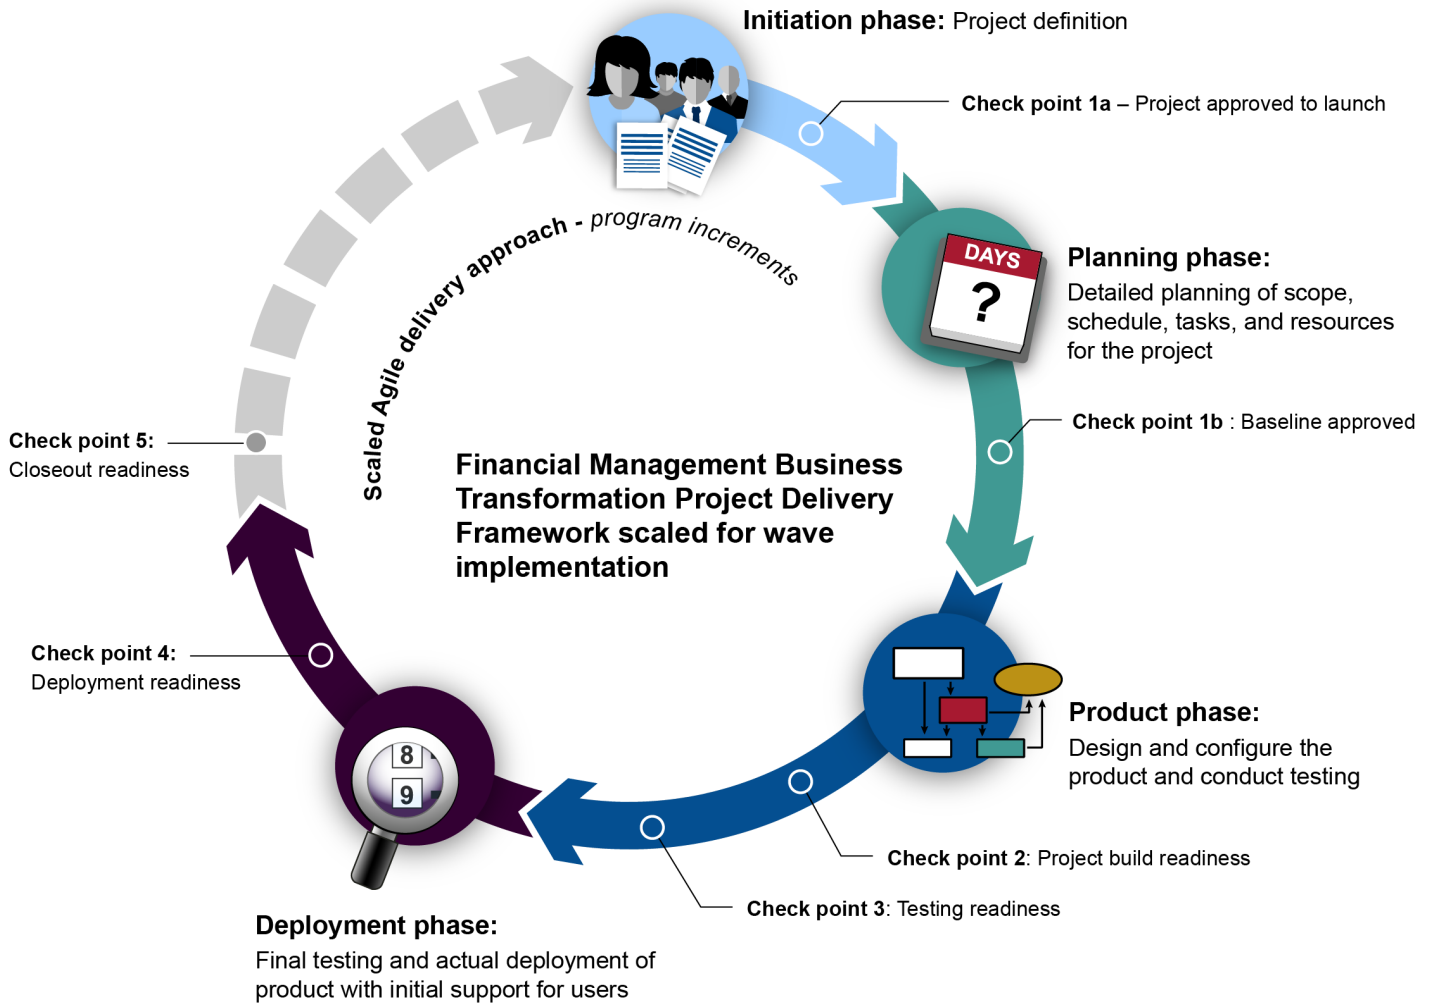 Initiation phase: Project definition
Check point 1a – Project approved to launch
DAYS
?
Planning phase:
Detailed planning of scope,
schedule, tasks, and resources
for the project
Check point 1b : Baseline approved
Scaled Agile delivery approach - program increments
Financial Management Business
Transformation Project Delivery
Framework scaled for wave
implementation
Product phase:
Design and configure the
product and conduct testing
Check point 2: Project build readiness
Check point 3: Testing readiness
8
9
Deployment phase:
Final testing and actual deployment of
product with initial support for users
Check point 4:
Deployment readiness
Check point 5:
Closeout readiness